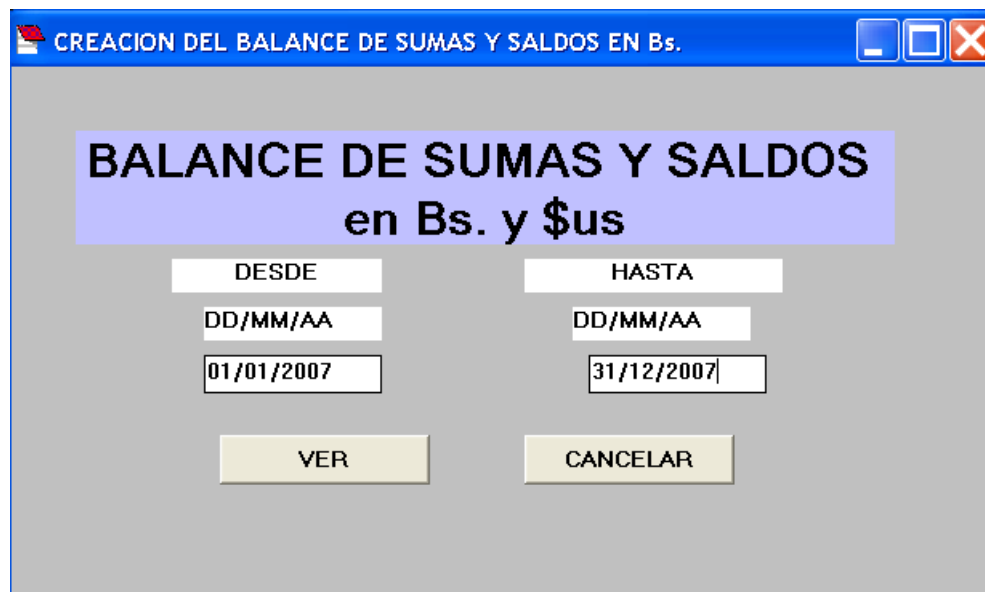 CREACION DEL BALANCE DE SUMAS Y SALDOS EN Bs.
BALANCE DE SUMAS Y SALDOS
en Bs. y $us
DESDE HASTA
DD/MM/AA DD/MM/AA
01/01/2007 31/12/2007
VER CANCELAR